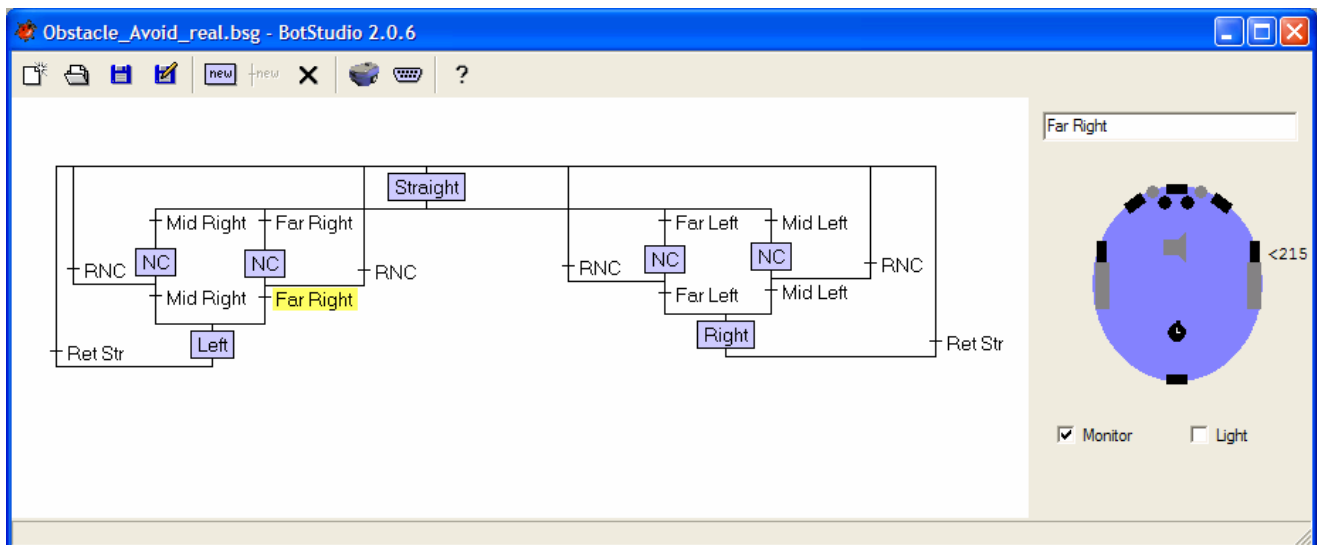 Obstacle_Avoid_real.bsg - BotStudio 2.0.6
new new ?
Far Right
Straight
Mid Right Far Right Far Left Mid Left
NC NC NC NC
RNC RNC RNC RNC
<215
Mid Right Far Right Far Left Mid Left
Left Right
Ret Str Ret Str
Monitor Light